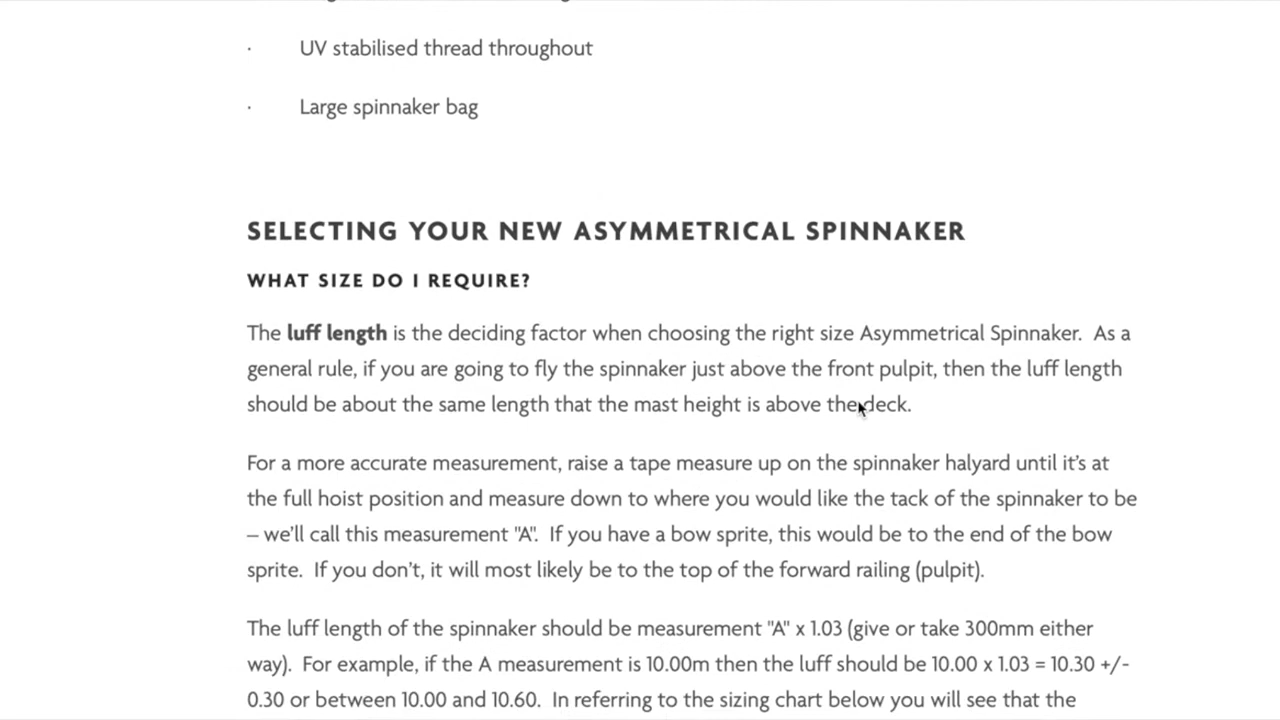 · UV stabilised thread throughout
· Large spinnaker bag
SELECTING YOUR NEW ASYMMETRICAL SPINNAKER
WHAT SIZE DO I REQUIRE?
The luff length is the deciding factor when choosing the right size Asymmetrical Spinnaker.  As a
general rule, if you are going to fly the spinnaker just above the front pulpit, then the luff length
should be about the same length that the mast height is above the deck.
For a more accurate measurement, raise a tape measure up on the spinnaker halyard until it’s at
the full hoist position and measure down to where you would like the tack of the spinnaker to be
– we’ll call this measurement "A".  If you have a bow sprite, this would be to the end of the bow
sprite.  If you don’t, it will most likely be to the top of the forward railing (pulpit).
The luff length of the spinnaker should be measurement "A" x 1.03 (give or take 300mm either
way).  For example, if the A measurement is 10.00m then the luff should be 10.00 x 1.03 = 10.30 +/-
0.30 or between 10.00 and 10.60.  In referring to the sizing chart below you will see that the